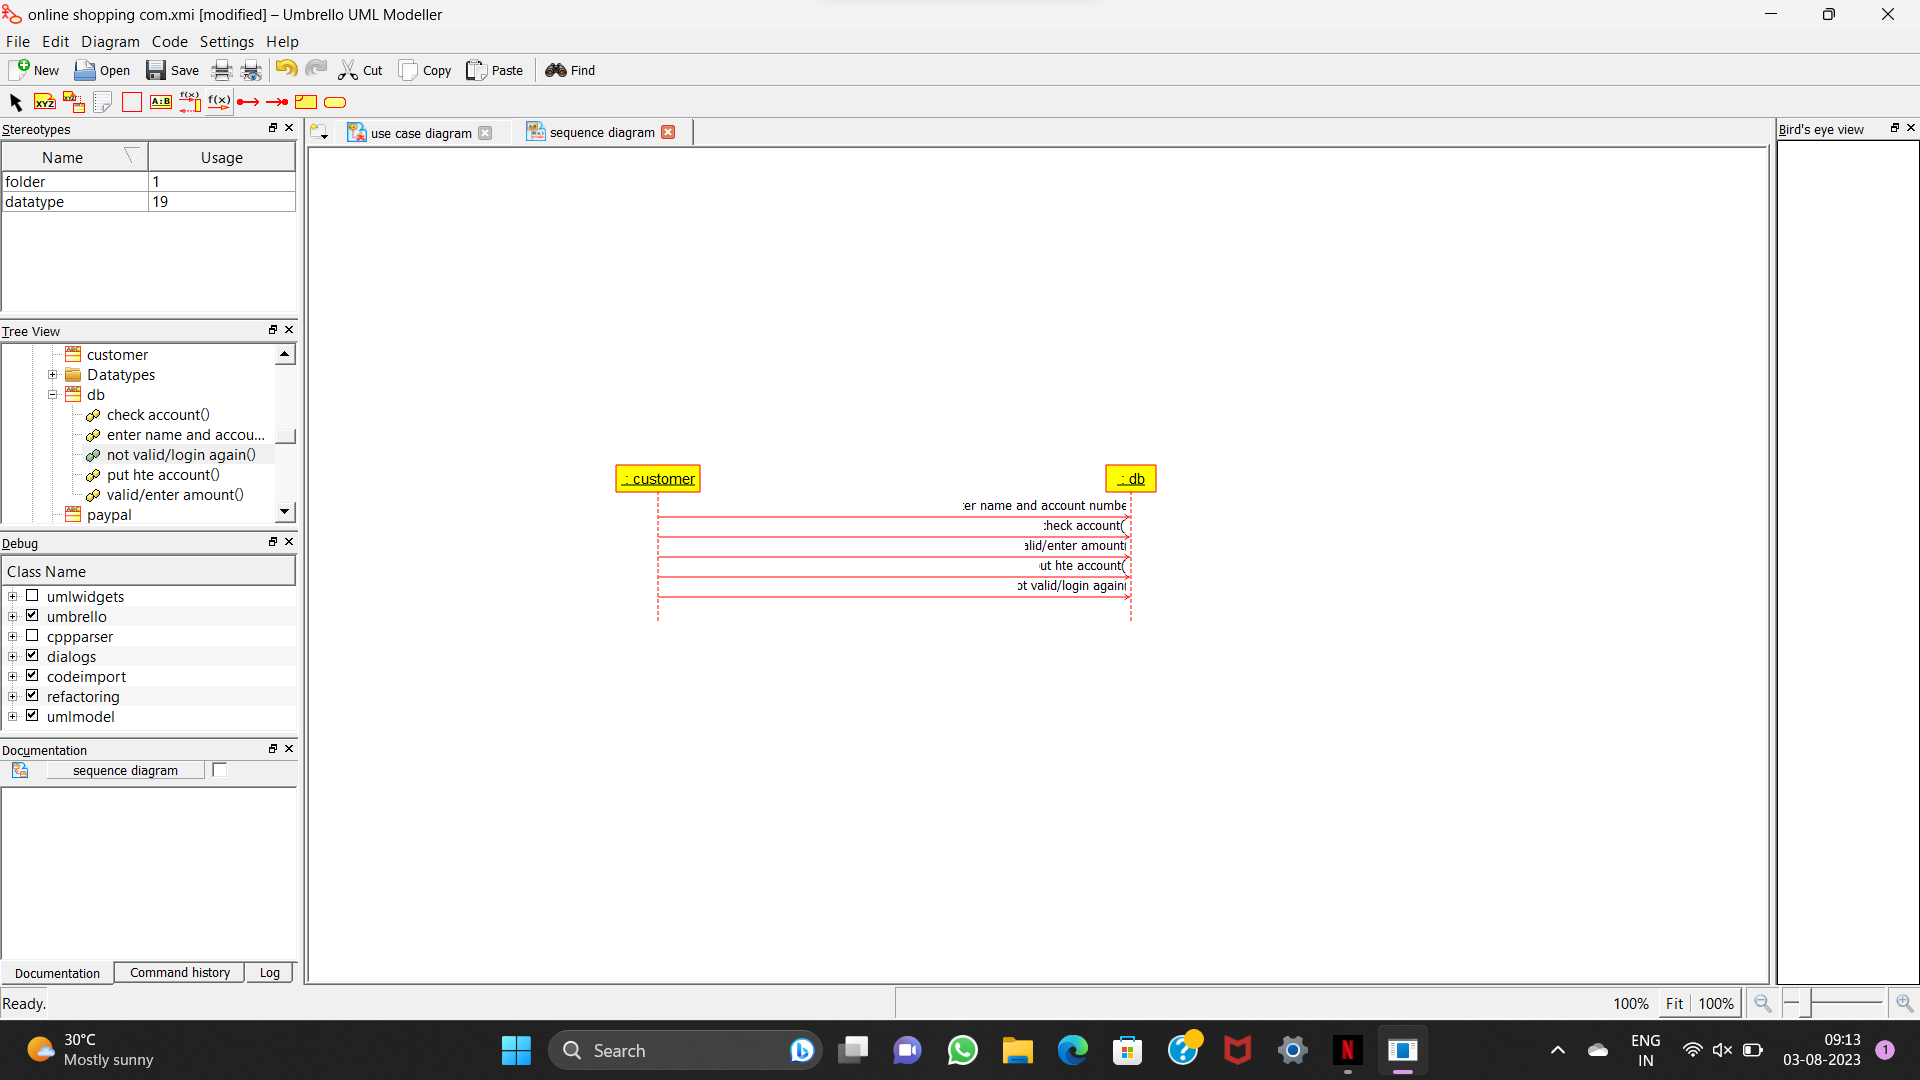 online shopping com.xmi [modified] – Umbrello UML Modeller
File Edit Diagram Code Settings Help
New Open Save Cut Copy Paste Find
XYZ XYZ A:B f(x) f(x)
Stereotypes
Name Usage
folder 1
datatype 19
Tree View
customer
Datatypes
db
check account()
enter name and accou...
not valid/login again()
put hte account()
valid/enter amount()
paypal
Debug
Class Name
umlwidgets
umbrello
cppparser
dialogs
codeimport
refactoring
umlmodel
Documentation
sequence diagram
Documentation Command history Log
use case diagram sequence diagram
: customer : db
:er name and account numbe
:heck account(
alid/enter amount(
out hte account(
ot valid/login again(
Bird's eye view
Ready. 100% Fit 100%
30°C
Mostly sunny
Search
N
ENG
IN
09:13
03-08-2023
1